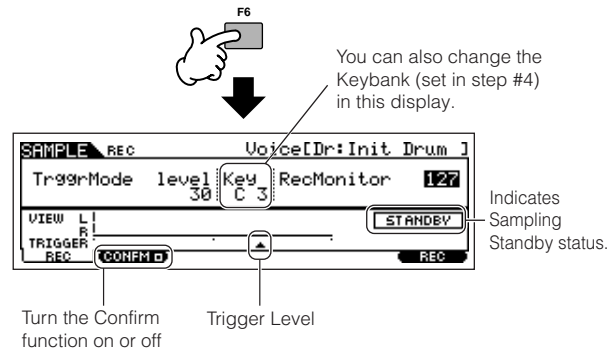 F6
You can also change the
Keybank (set in step #4)
in this display.
SAMPLE REC Voice[Dr:Init Drum ]
TrggrMode level Key RecMonitor 127
30 C 3
VIEW L
R
STANDBY
TRIGGER
REC CONFM REC
Indicates
Sampling
Standby status.
Turn the Confirm
function on or off
Trigger Level